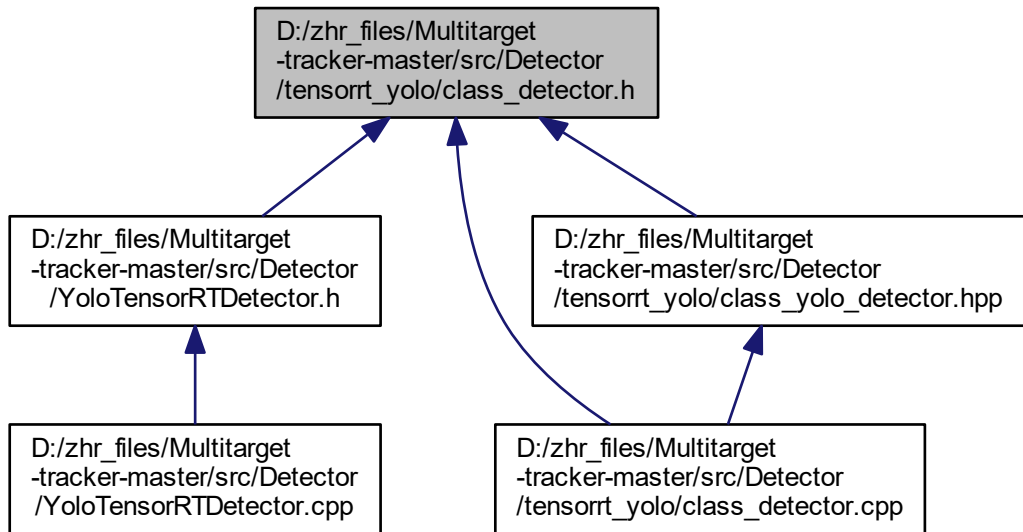 D:/zhr_files/Multitarget
-tracker-master/src/Detector
/tensorrt_yolo/class_detector.h
D:/zhr_files/Multitarget
-tracker-master/src/Detector
/YoloTensorRTDetector.h
D:/zhr_files/Multitarget
-tracker-master/src/Detector
/tensorrt_yolo/class_yolo_detector.hpp
D:/zhr_files/Multitarget
-tracker-master/src/Detector
/YoloTensorRTDetector.cpp
D:/zhr_files/Multitarget
-tracker-master/src/Detector
/tensorrt_yolo/class_detector.cpp